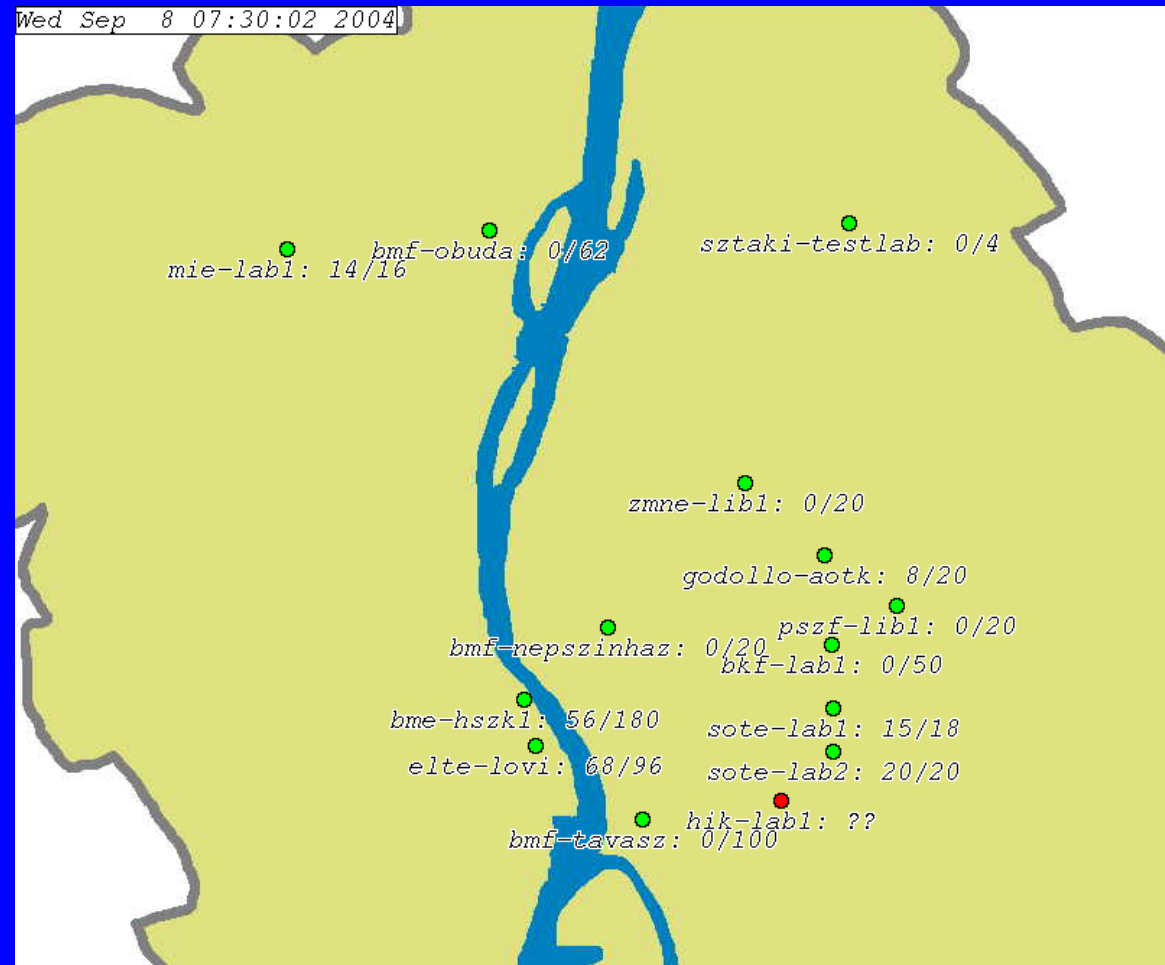 Wed Sep  8 07:30:02 2004
sztaki-testlab: 0/4
bmf-obuda: 0/62
mie-lab1: 14/16
zmne-lib1: 0/20
godollo-aotk: 8/20
pszf-lib1: 0/20
bmf-nepszinhaz: 0/20
bkf-lab1: 0/50
bme-hszk1: 56/180
sote-lab1: 15/18
elte-lovi: 68/96
sote-lab2: 20/20
hik-lab1: ??
bmf-tavasz: 0/100